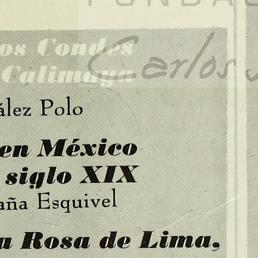 FUNDAC
os Condes
Calimaya
Carlos
ález Polo
en México
siglo XIX
aña Esquivel
a Rosa de Lima,